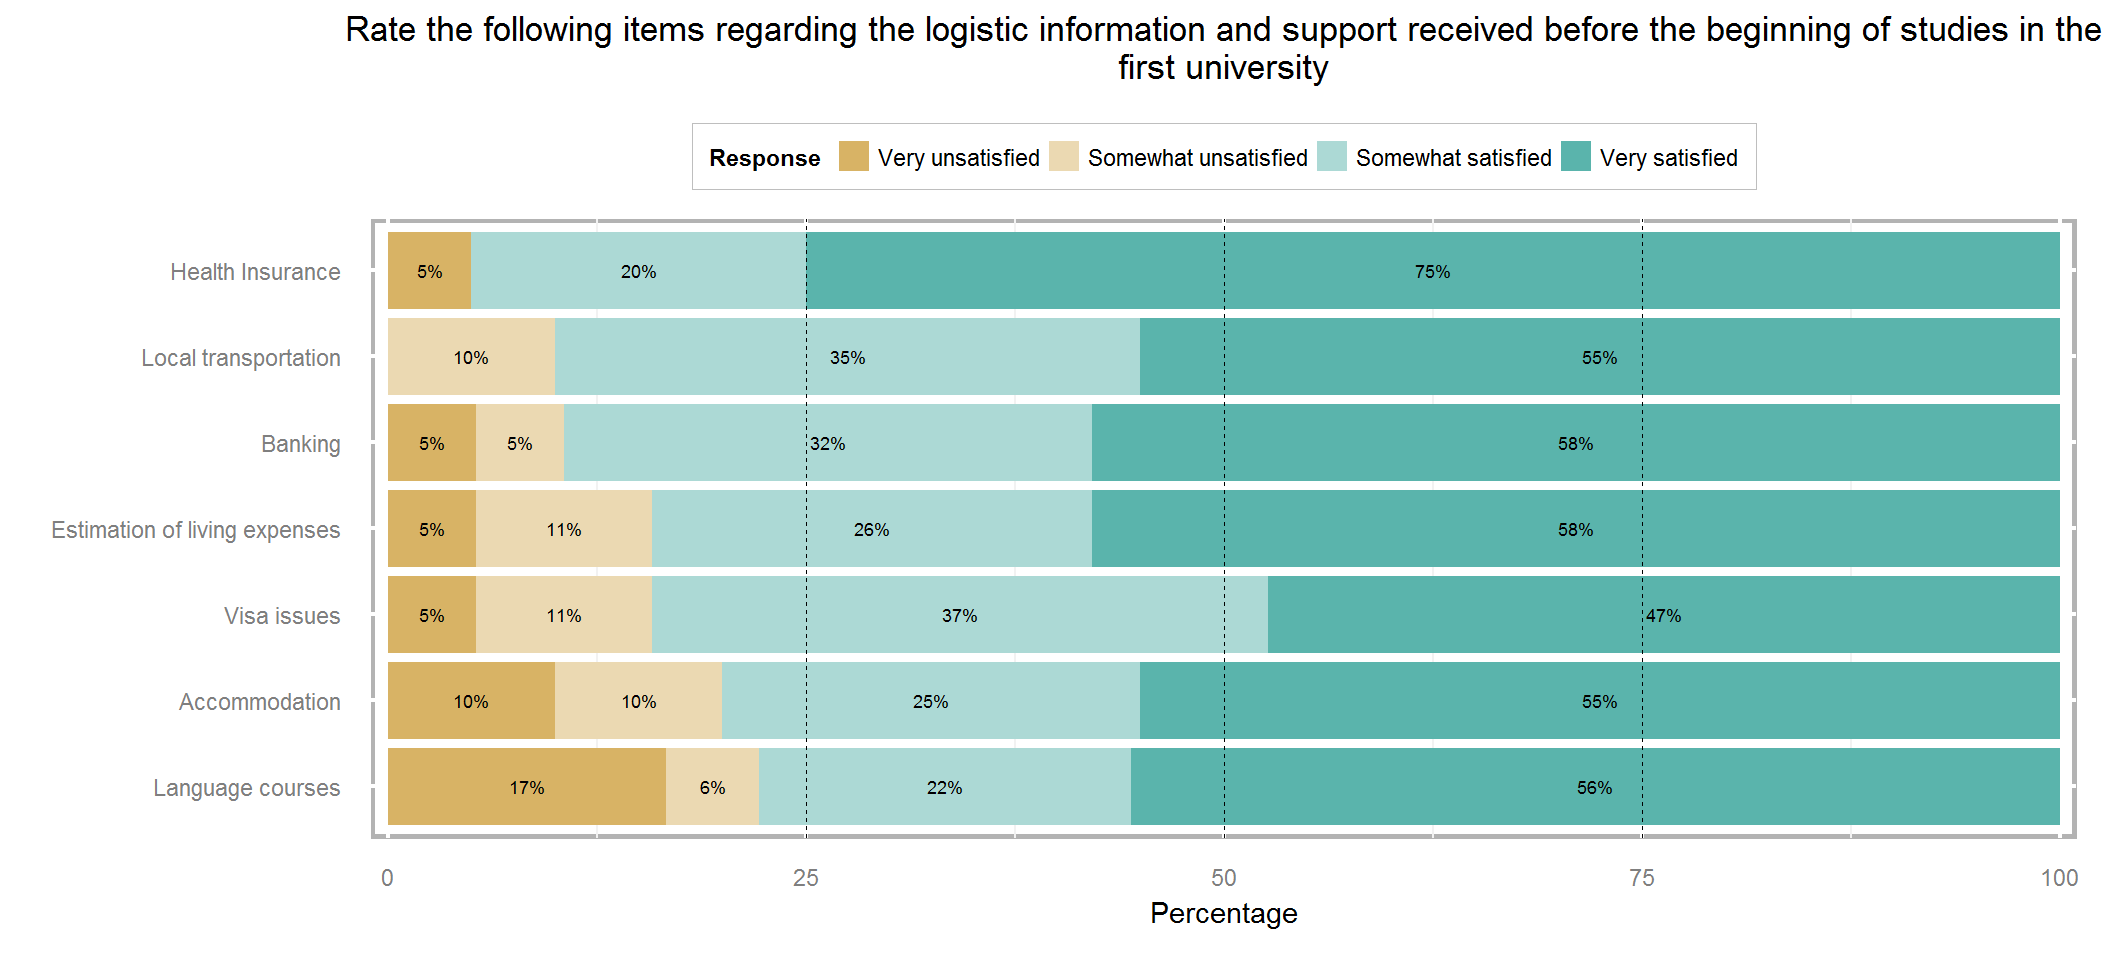 Rate the following items regarding the logistic information and support received before the beginning of studies in the
first university
Response Very unsatisfied Somewhat unsatisfied Somewhat satisfied Very satisfied
Health Insurance 5% 20% 75%
Local transportation 10% 35% 55%
Banking 5% 5% 32% 58%
Estimation of living expenses 5% 11% 26% 58%
Visa issues 5% 11% 37% 47%
Accommodation 10% 10% 25% 55%
Language courses 17% 6% 22% 56%
0 25 50 75 100
Percentage